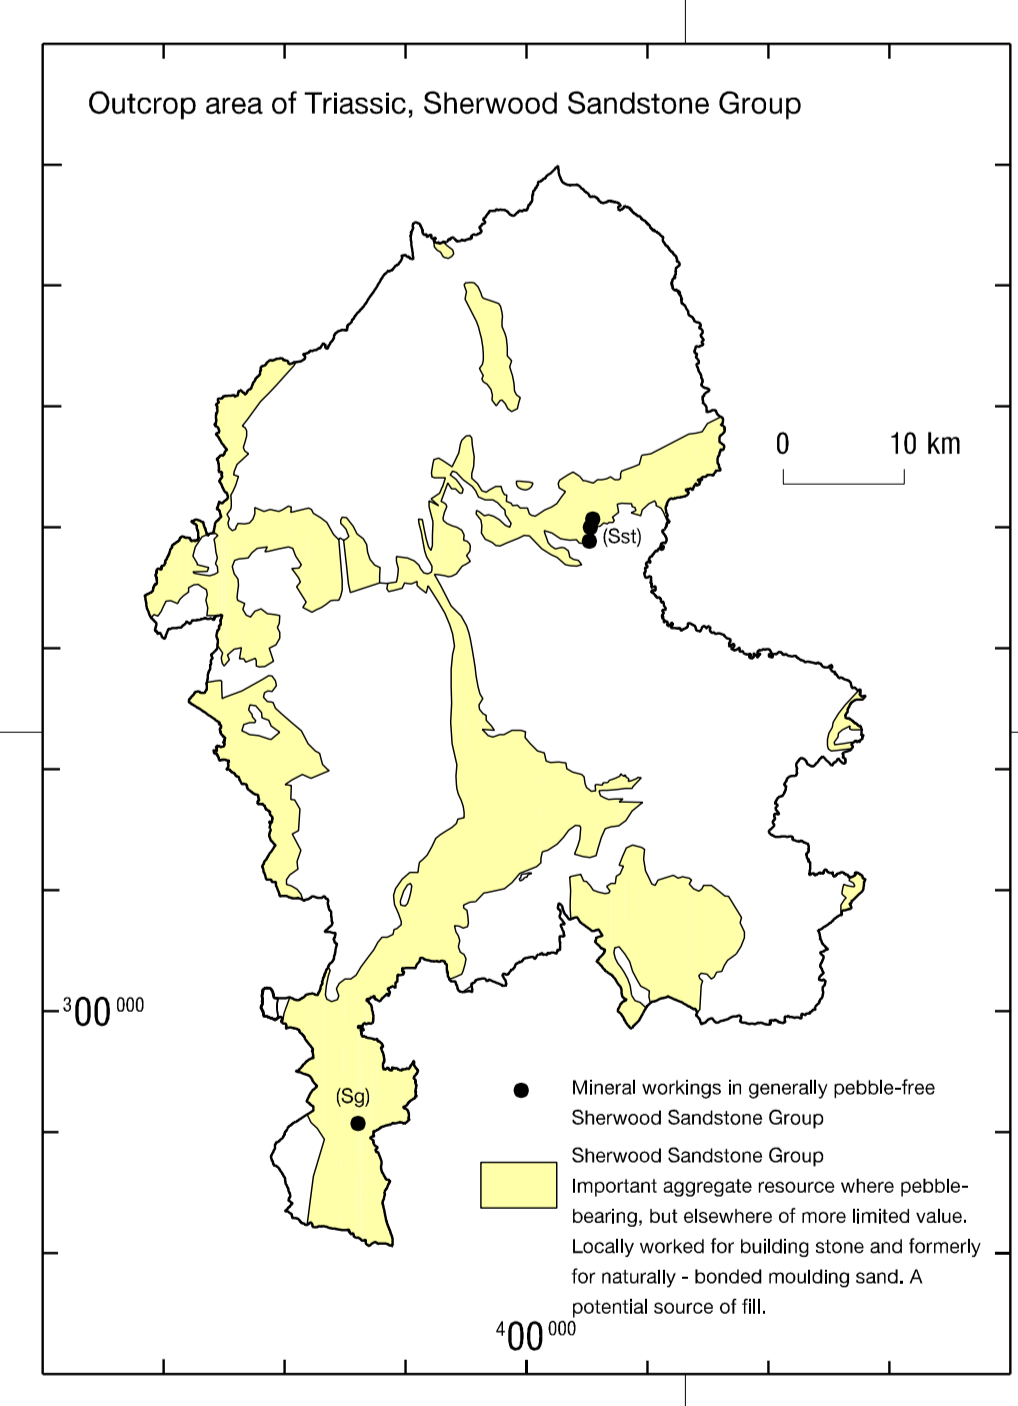 Outcrop area of Triassic, Sherwood Sandstone Group
0 10 km
(Sst)
300 000
(Sg)
Mineral workings in generally pebble-free
Sherwood Sandstone Group
Sherwood Sandstone Group
Important aggregate resource where pebble-
bearing, but elsewhere of more limited value.
Locally worked for building stone and formerly
for naturally - bonded moulding sand. A
potential source of fill.
400 000